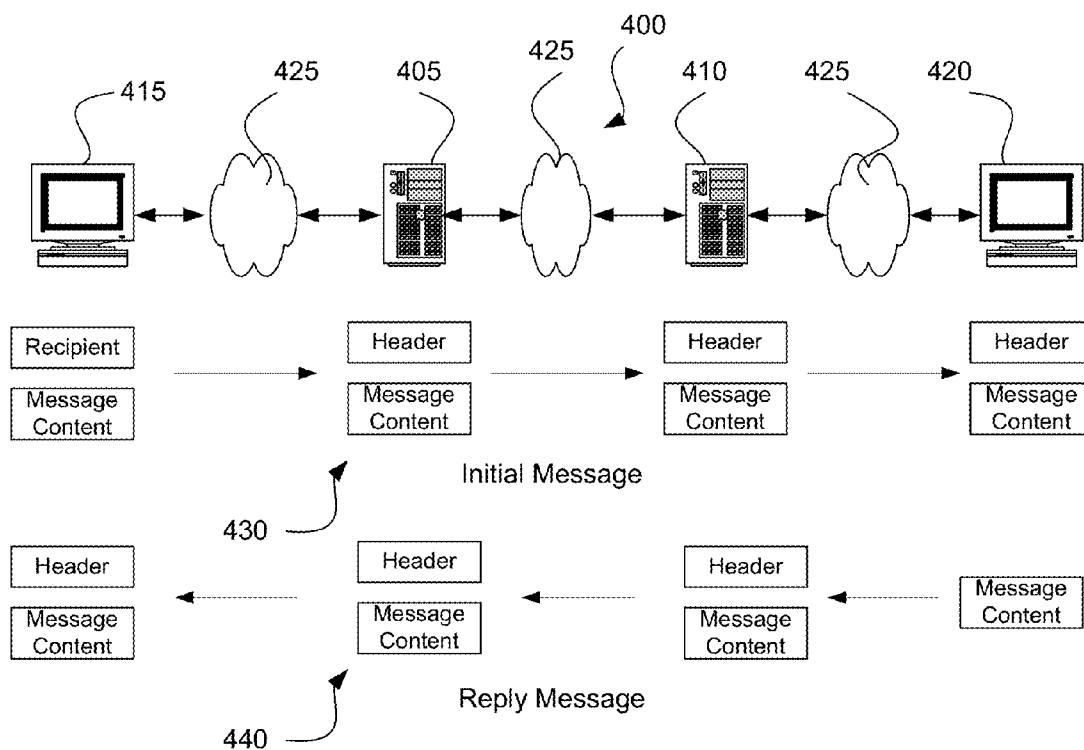 400
425
425
405
410
425
420
415
Recipient
Message
Content
Header
Message
Content
Header
Message
Content
Header
Message
Content
Initial Message
430
Header
Message
Content
Header
Message
Content
Header
Message
Content
Message
Content
Reply Message
440